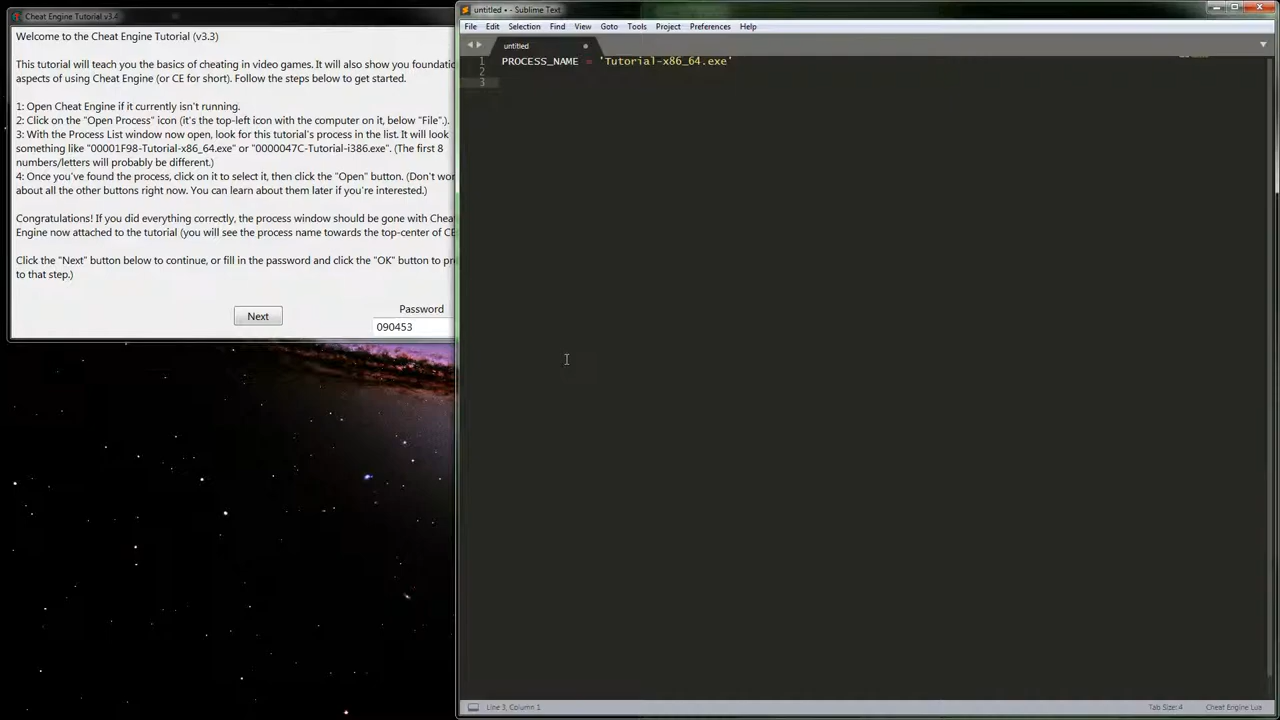 Cheat Engine Tutorial v3.4
Welcome to the Cheat Engine Tutorial (v3.3)
This tutorial will teach you the basics of cheating in video games. It will also show you foundatio
aspects of using Cheat Engine (or CE for short). Follow the steps below to get started.
1: Open Cheat Engine if it currently isn't running.
2: Click on the "Open Process" icon (it's the top-left icon with the computer on it, below "File".).
3: With the Process List window now open, look for this tutorial's process in the list. It will look
something like "00001F98-Tutorial-x86_64.exe" or "0000047C-Tutorial-i386.exe". (The first 8
numbers/letters will probably be different.)
4: Once you've found the process, click on it to select it, then click the "Open" button. (Don't wor
about all the other buttons right now. You can learn about them later if you're interested.)
Congratulations! If you did everything correctly, the process window should be gone with Cheat
Engine now attached to the tutorial (you will see the process name towards the top-center of CE
Click the "Next" button below to continue, or fill in the password and click the "OK" button to pr
to that step.)
Next
Password
090453
untitled • - Sublime Text
File Edit Selection Find View Goto Tools Project Preferences Help
untitled
1 PROCESS_NAME = 'Tutorial-x86_64.exe'
2
3
Line 3, Column 1
Tab Size: 4
Cheat Engine Lua